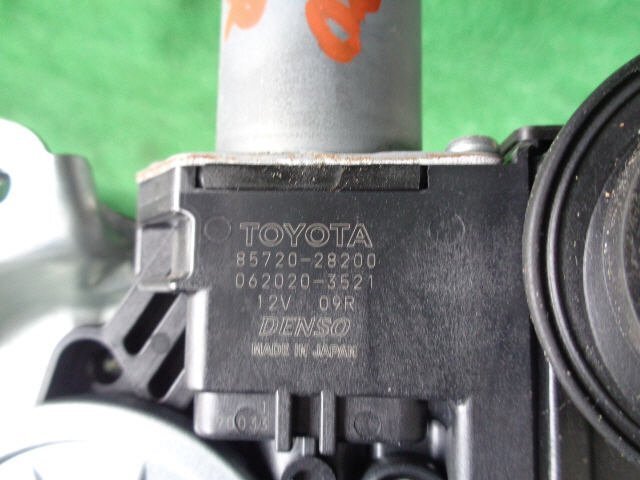 TOYOTA
85720-28200
062020-3521
12V 09R
DENSO
MADE IN JAPAN